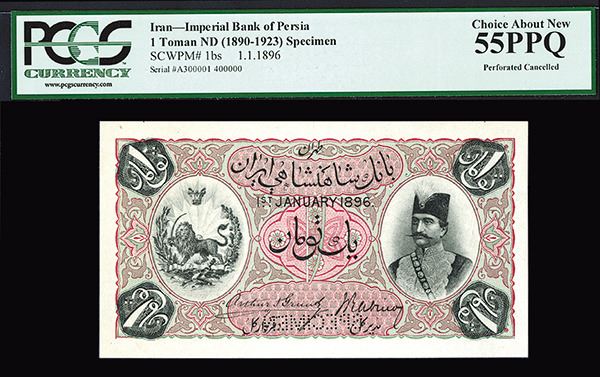 PCGS
CURRENCY
www.pcgscurrency.com
Iran—Imperial Bank of Persia
1 Toman ND (1890-1923) Specimen
SCWPM# 1bs 1.1.1896
Serial #A300001 400000
Choice About New
55PPQ
Perforated Cancelled
طهران
بانک شاهنشاهی ایران
1ST JANUARY 1896.
یک تومان